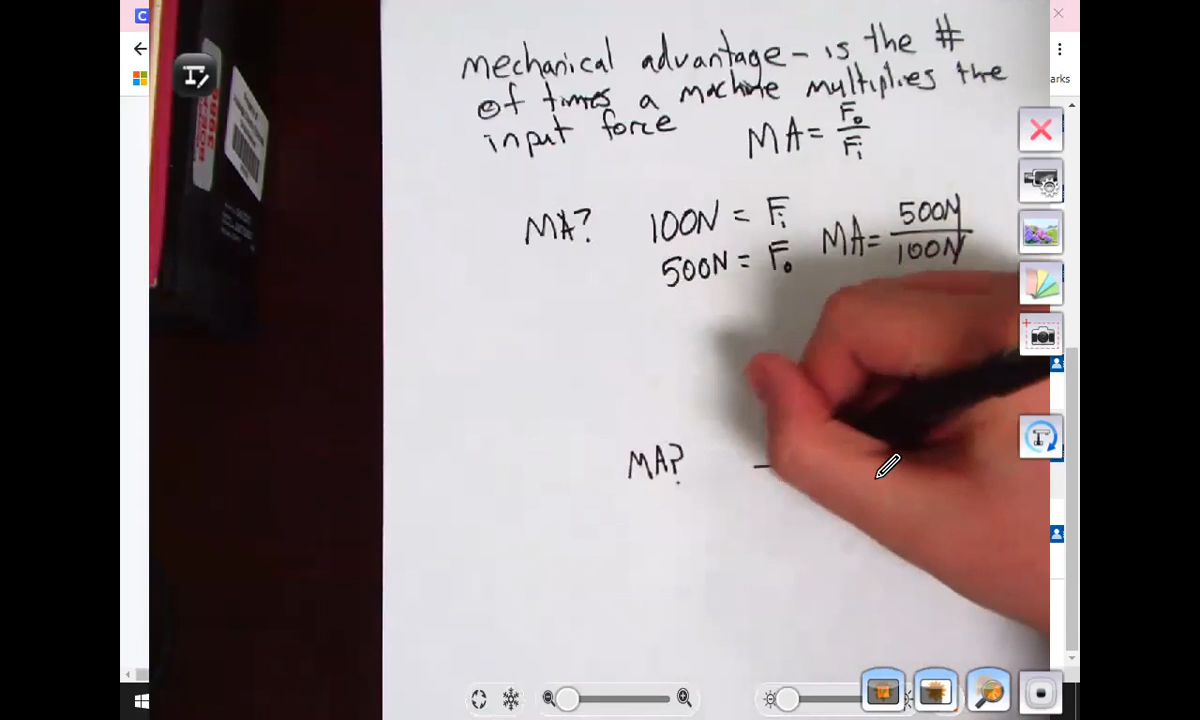 mechanical advantage - is the #
of times a machine multiplies the
input force
MA = Fo/Fi
MA? 100N = Fi
500N = Fo
MA = 500N/100N
MA?
arks